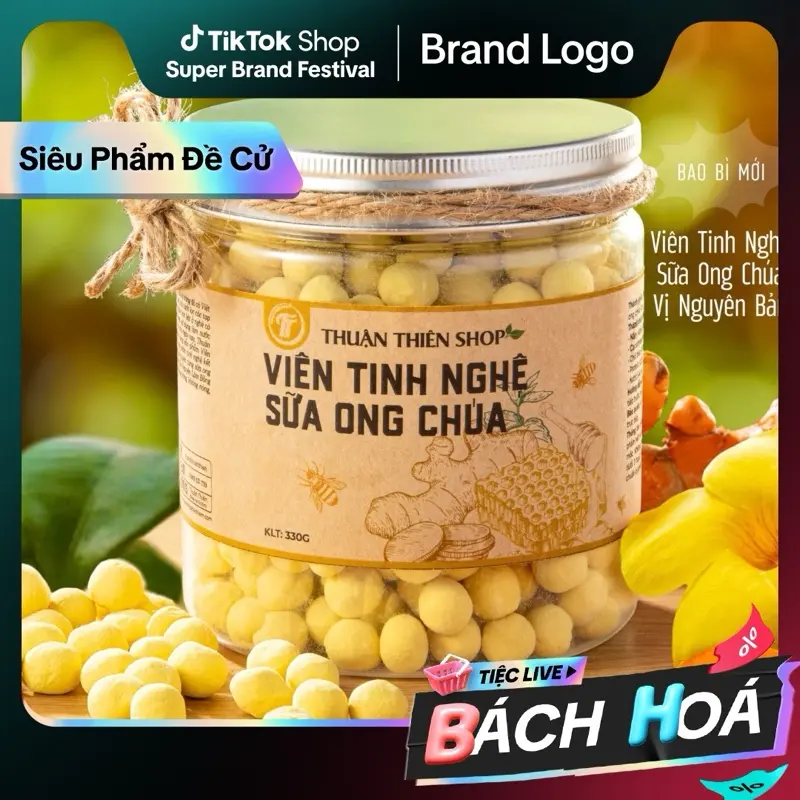 TikTok Shop
Super Brand Festival
Brand Logo
Siêu Phẩm Đề Cử
BAO BÌ MỚI
Viên Tinh Ngh
Sữa Ong Chúa
Vị Nguyên Bả
THUẬN THIÊN SHOP
VIÊN TINH NGHỆ
SỮA ONG CHÚA
KLT: 330G
TIỆC LIVE
BÁCH HOÁ
%
%